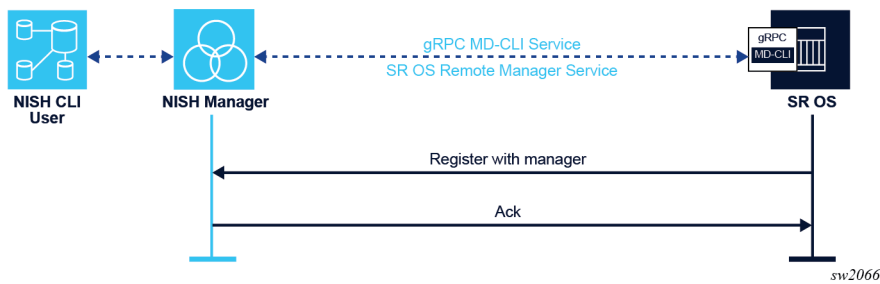 gRPC MD-CLI Service
SR OS Remote Manager Service
gRPC
MD-CLI
NISH CLI
User
NISH Manager
SR OS
Register with manager
Ack
sw2066